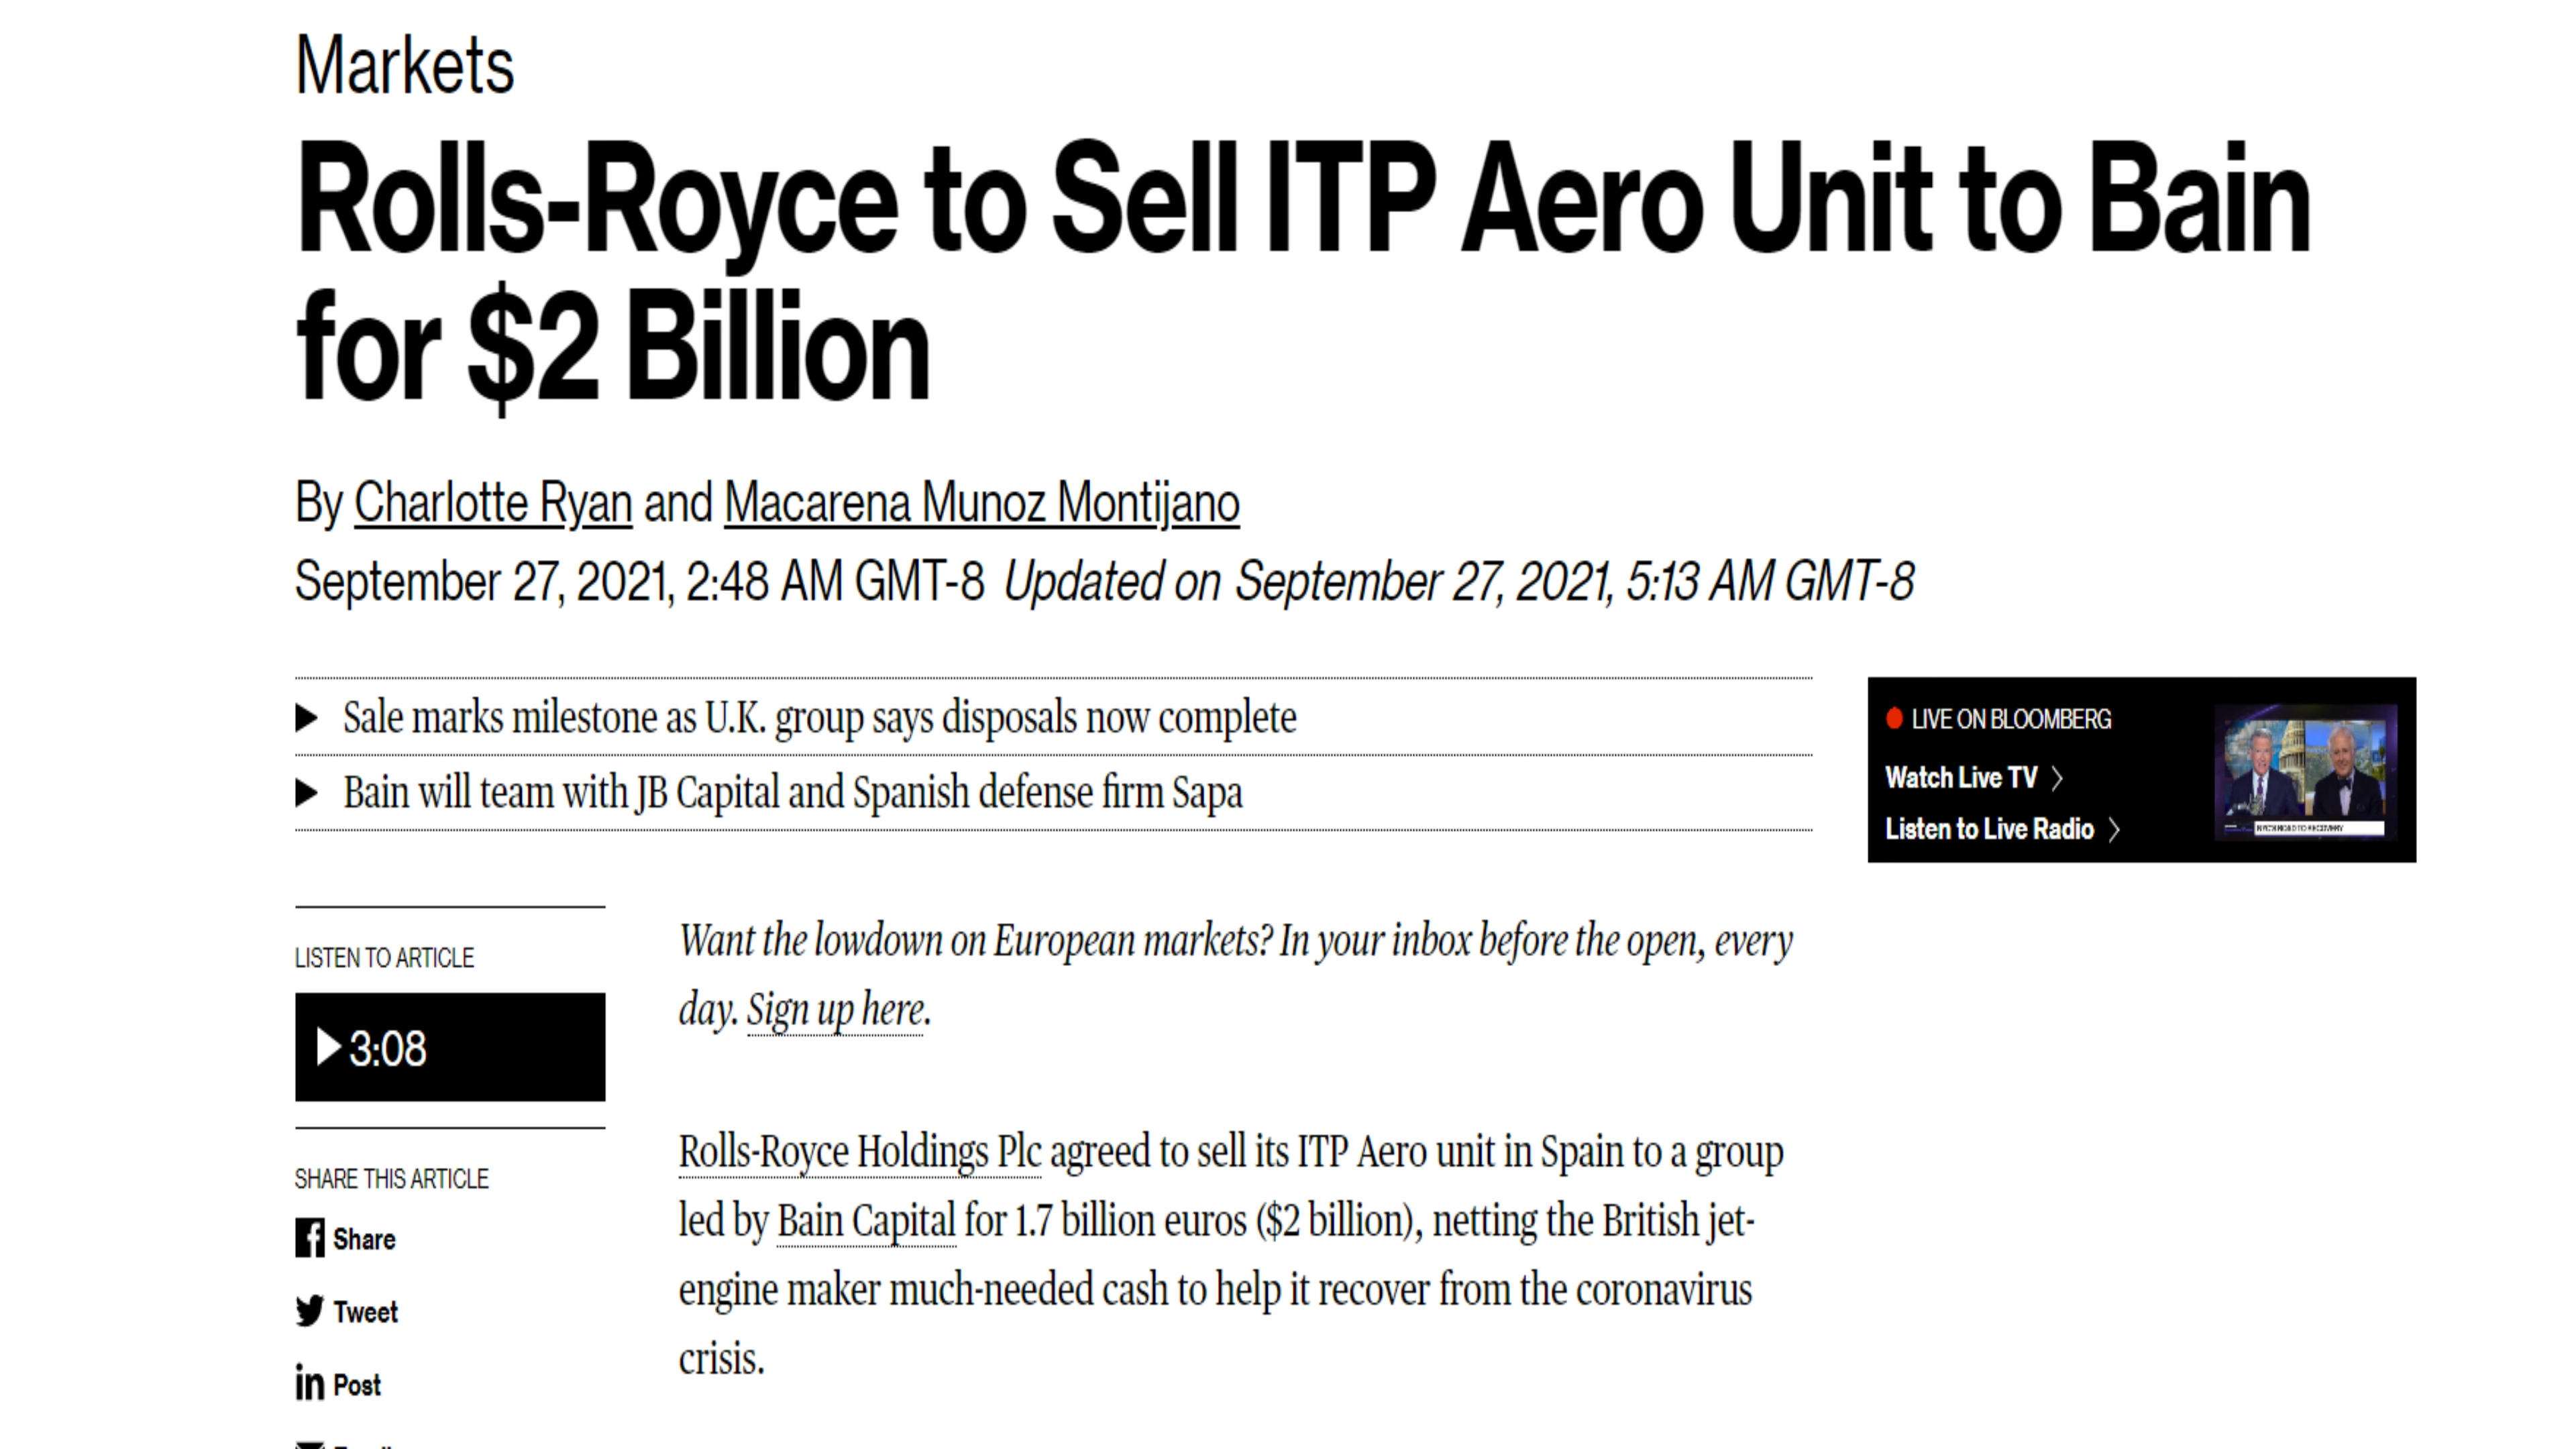 Markets
Rolls-Royce to Sell ITP Aero Unit to Bain
for $2 Billion
By Charlotte Ryan and Macarena Munoz Montijano
September 27, 2021, 2:48 AM GMT-8 Updated on September 27, 2021, 5:13 AM GMT-8
Sale marks milestone as U.K. group says disposals now complete
Bain will team with JB Capital and Spanish defense firm Sapa
LIVE ON BLOOMBERG
Watch Live TV
Listen to Live Radio
LISTEN TO ARTICLE
3:08
SHARE THIS ARTICLE
Share
Tweet
in Post
Want the lowdown on European markets? In your inbox before the open, every
day. Sign up here.
Rolls-Royce Holdings Plc agreed to sell its ITP Aero unit in Spain to a group
led by Bain Capital for 1.7 billion euros ($2 billion), netting the British jet-
engine maker much-needed cash to help it recover from the coronavirus
crisis.